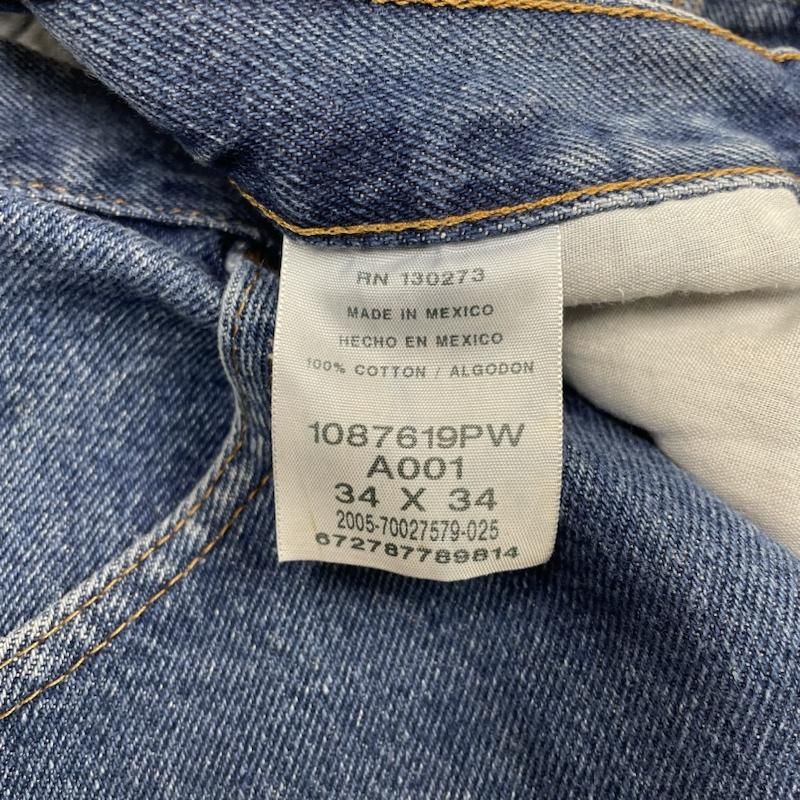 RN 130273
MADE IN MEXICO
HECHO EN MEXICO
100% COTTON / ALGODON
1087619PW
A001
34 X 34
2005-70027579-025
672787789814